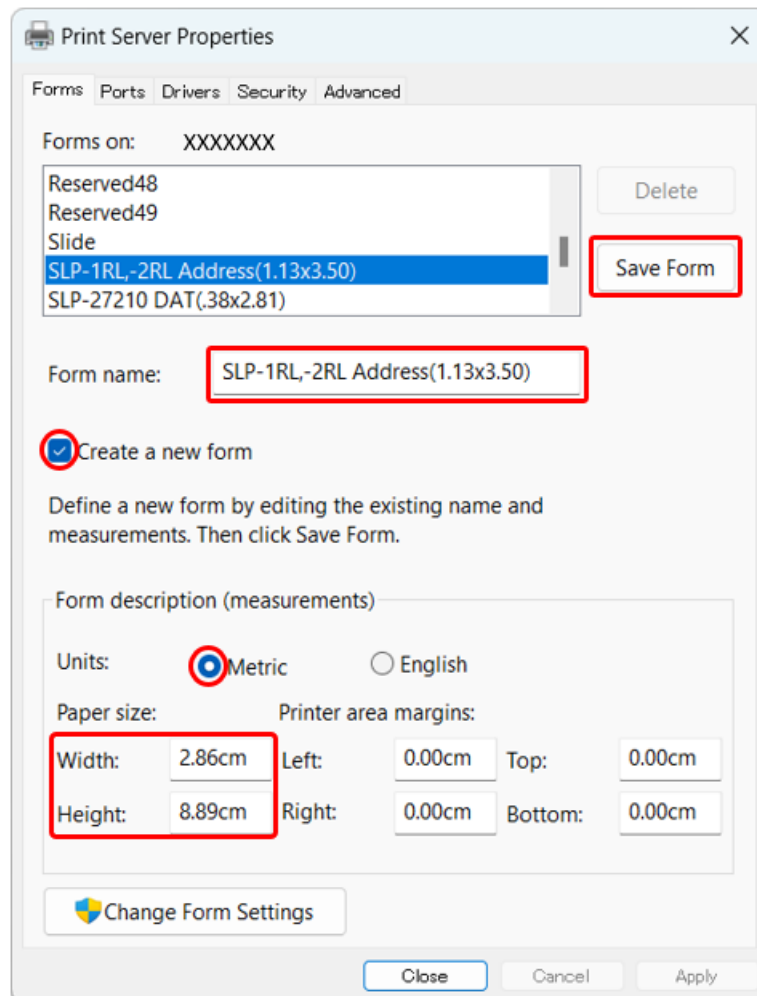 Print Server Properties
Forms Ports Drivers Security Advanced
Forms on: XXXXXXX
Reserved48
Reserved49
Slide
SLP-1RL,-2RL Address(1.13x3.50)
SLP-27210 DAT(.38x2.81)
Delete
Save Form
Form name: SLP-1RL,-2RL Address(1.13x3.50)
Create a new form
Define a new form by editing the existing name and
measurements. Then click Save Form.
Form description (measurements)
Units: Metric English
Paper size: Printer area margins:
Width: 2.86cm Left: 0.00cm Top: 0.00cm
Height: 8.89cm Right: 0.00cm Bottom: 0.00cm
Change Form Settings
Close Cancel Apply